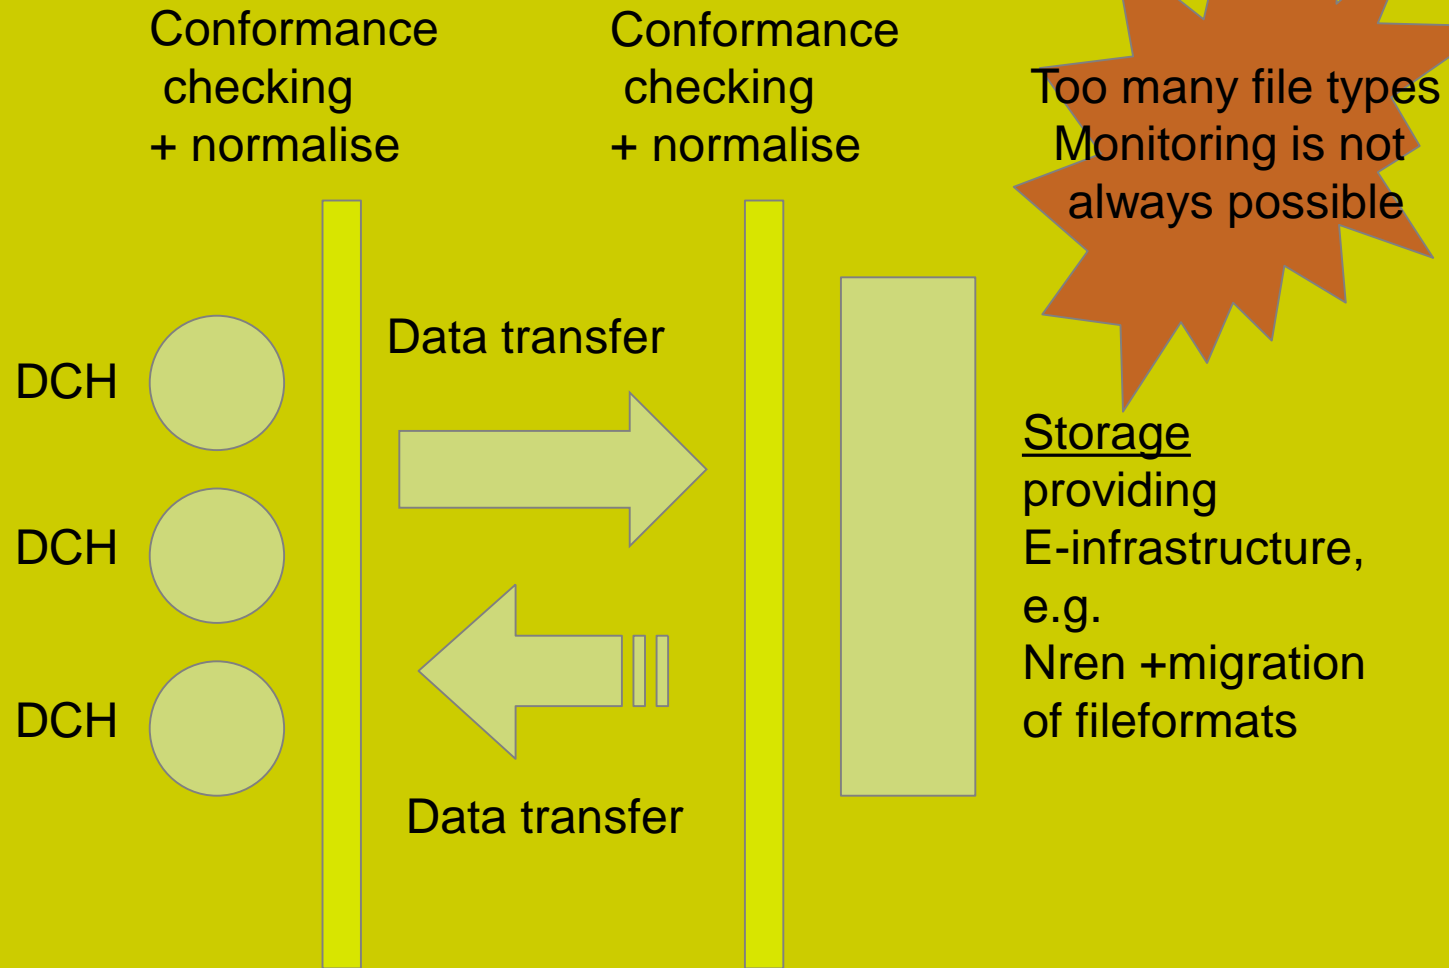 Conformance
checking
+ normalise
Conformance
checking
+ normalise
Too many file types
Monitoring is not
always possible
Data transfer
DCH
DCH
DCH
Data transfer
Storage
providing
E-infrastructure,
e.g.
Nren +migration
of fileformats